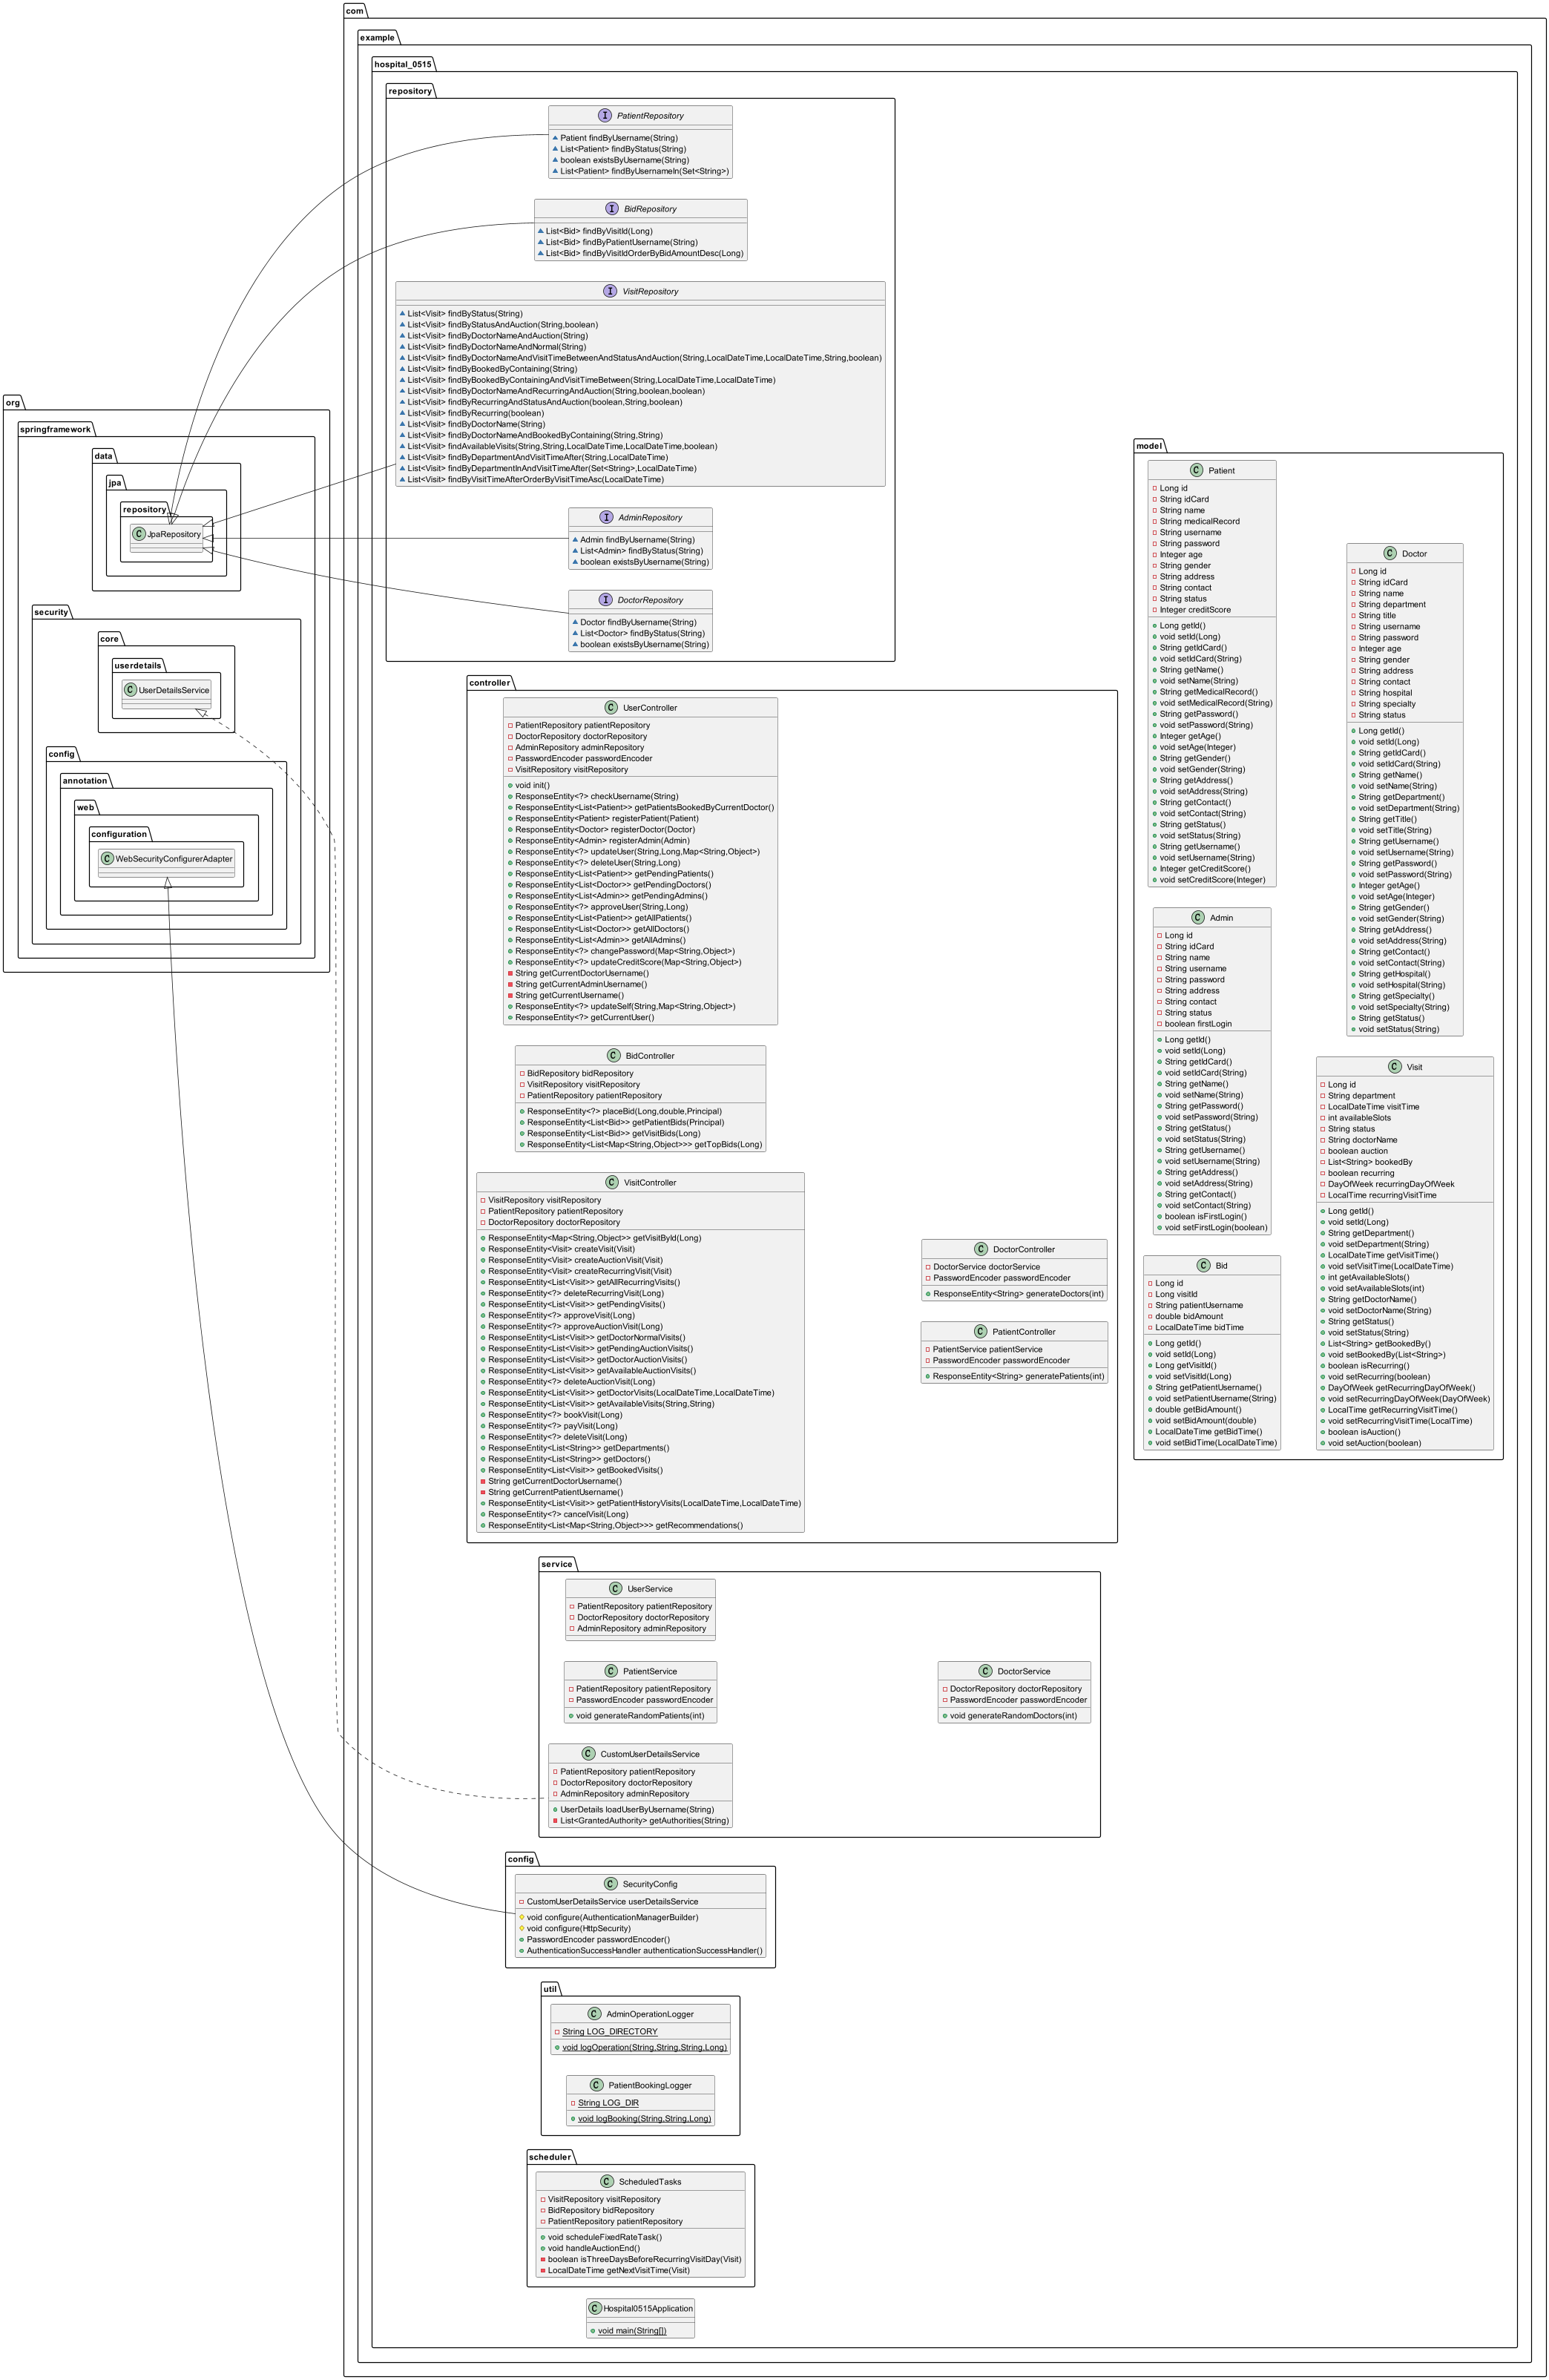 com
example
hospital_0515
repository
PatientRepository
Patient findByUsername(String)
List<Patient> findByStatus(String)
boolean existsByUsername(String)
List<Patient> findByUsernameIn(Set<String>)
BidRepository
List<Bid> findByVisitId(Long)
List<Bid> findByPatientUsername(String)
List<Bid> findByVisitIdOrderByBidAmountDesc(Long)
VisitRepository
List<Visit> findByStatus(String)
List<Visit> findByStatusAndAuction(String,boolean)
List<Visit> findByDoctorNameAndAuction(String)
List<Visit> findByDoctorNameAndNormal(String)
List<Visit> findByDoctorNameAndVisitTimeBetweenAndStatusAndAuction(String,LocalDateTime,LocalDateTime,String,boolean)
List<Visit> findByBookedByContaining(String)
List<Visit> findByBookedByContainingAndVisitTimeBetween(String,LocalDateTime,LocalDateTime)
List<Visit> findByDoctorNameAndRecurringAndAuction(String,boolean,boolean)
List<Visit> findByRecurringAndStatusAndAuction(boolean,String,boolean)
List<Visit> findByRecurring(boolean)
List<Visit> findByDoctorName(String)
List<Visit> findByDoctorNameAndBookedByContaining(String,String)
List<Visit> findAvailableVisits(String,String,LocalDateTime,LocalDateTime,boolean)
List<Visit> findByDepartmentAndVisitTimeAfter(String,LocalDateTime)
List<Visit> findByDepartmentInAndVisitTimeAfter(Set<String>,LocalDateTime)
List<Visit> findByVisitTimeAfterOrderByVisitTimeAsc(LocalDateTime)
AdminRepository
Admin findByUsername(String)
List<Admin> findByStatus(String)
boolean existsByUsername(String)
DoctorRepository
Doctor findByUsername(String)
List<Doctor> findByStatus(String)
boolean existsByUsername(String)
org
springframework
data
jpa
repository
JpaRepository
security
core
userdetails
UserDetailsService
config
annotation
web
configuration
WebSecurityConfigurerAdapter
controller
UserController
PatientRepository patientRepository
DoctorRepository doctorRepository
AdminRepository adminRepository
PasswordEncoder passwordEncoder
VisitRepository visitRepository
void init()
ResponseEntity<?> checkUsername(String)
ResponseEntity<List<Patient>> getPatientsBookedByCurrentDoctor()
ResponseEntity<Patient> registerPatient(Patient)
ResponseEntity<Doctor> registerDoctor(Doctor)
ResponseEntity<Admin> registerAdmin(Admin)
ResponseEntity<?> updateUser(String,Long,Map<String,Object>)
ResponseEntity<?> deleteUser(String,Long)
ResponseEntity<List<Patient>> getPendingPatients()
ResponseEntity<List<Doctor>> getPendingDoctors()
ResponseEntity<List<Admin>> getPendingAdmins()
ResponseEntity<?> approveUser(String,Long)
ResponseEntity<List<Patient>> getAllPatients()
ResponseEntity<List<Doctor>> getAllDoctors()
ResponseEntity<List<Admin>> getAllAdmins()
ResponseEntity<?> changePassword(Map<String,Object>)
ResponseEntity<?> updateCreditScore(Map<String,Object>)
String getCurrentDoctorUsername()
String getCurrentAdminUsername()
String getCurrentUsername()
ResponseEntity<?> updateSelf(String,Map<String,Object>)
ResponseEntity<?> getCurrentUser()
BidController
BidRepository bidRepository
VisitRepository visitRepository
PatientRepository patientRepository
ResponseEntity<?> placeBid(Long,double,Principal)
ResponseEntity<List<Bid>> getPatientBids(Principal)
ResponseEntity<List<Bid>> getVisitBids(Long)
ResponseEntity<List<Map<String,Object>>> getTopBids(Long)
VisitController
VisitRepository visitRepository
PatientRepository patientRepository
DoctorRepository doctorRepository
ResponseEntity<Map<String,Object>> getVisitById(Long)
ResponseEntity<Visit> createVisit(Visit)
ResponseEntity<Visit> createAuctionVisit(Visit)
ResponseEntity<Visit> createRecurringVisit(Visit)
ResponseEntity<List<Visit>> getAllRecurringVisits()
ResponseEntity<?> deleteRecurringVisit(Long)
ResponseEntity<List<Visit>> getPendingVisits()
ResponseEntity<?> approveVisit(Long)
ResponseEntity<?> approveAuctionVisit(Long)
ResponseEntity<List<Visit>> getDoctorNormalVisits()
ResponseEntity<List<Visit>> getPendingAuctionVisits()
ResponseEntity<List<Visit>> getDoctorAuctionVisits()
ResponseEntity<List<Visit>> getAvailableAuctionVisits()
ResponseEntity<?> deleteAuctionVisit(Long)
ResponseEntity<List<Visit>> getDoctorVisits(LocalDateTime,LocalDateTime)
ResponseEntity<List<Visit>> getAvailableVisits(String,String)
ResponseEntity<?> bookVisit(Long)
ResponseEntity<?> payVisit(Long)
ResponseEntity<?> deleteVisit(Long)
ResponseEntity<List<String>> getDepartments()
ResponseEntity<List<String>> getDoctors()
ResponseEntity<List<Visit>> getBookedVisits()
String getCurrentDoctorUsername()
String getCurrentPatientUsername()
ResponseEntity<List<Visit>> getPatientHistoryVisits(LocalDateTime,LocalDateTime)
ResponseEntity<?> cancelVisit(Long)
ResponseEntity<List<Map<String,Object>>> getRecommendations()
DoctorController
DoctorService doctorService
PasswordEncoder passwordEncoder
ResponseEntity<String> generateDoctors(int)
PatientController
PatientService patientService
PasswordEncoder passwordEncoder
ResponseEntity<String> generatePatients(int)
model
Patient
Long id
String idCard
String name
String medicalRecord
String username
String password
Integer age
String gender
String address
String contact
String status
Integer creditScore
Long getId()
void setId(Long)
String getIdCard()
void setIdCard(String)
String getName()
void setName(String)
String getMedicalRecord()
void setMedicalRecord(String)
String getPassword()
void setPassword(String)
Integer getAge()
void setAge(Integer)
String getGender()
void setGender(String)
String getAddress()
void setAddress(String)
String getContact()
void setContact(String)
String getStatus()
void setStatus(String)
String getUsername()
void setUsername(String)
Integer getCreditScore()
void setCreditScore(Integer)
Admin
Long id
String idCard
String name
String username
String password
String address
String contact
String status
boolean firstLogin
Long getId()
void setId(Long)
String getIdCard()
void setIdCard(String)
String getName()
void setName(String)
String getPassword()
void setPassword(String)
String getStatus()
void setStatus(String)
String getUsername()
void setUsername(String)
String getAddress()
void setAddress(String)
String getContact()
void setContact(String)
boolean isFirstLogin()
void setFirstLogin(boolean)
Bid
Long id
Long visitId
String patientUsername
double bidAmount
LocalDateTime bidTime
Long getId()
void setId(Long)
Long getVisitId()
void setVisitId(Long)
String getPatientUsername()
void setPatientUsername(String)
double getBidAmount()
void setBidAmount(double)
LocalDateTime getBidTime()
void setBidTime(LocalDateTime)
Doctor
Long id
String idCard
String name
String department
String title
String username
String password
Integer age
String gender
String address
String contact
String hospital
String specialty
String status
Long getId()
void setId(Long)
String getIdCard()
void setIdCard(String)
String getName()
void setName(String)
String getDepartment()
void setDepartment(String)
String getTitle()
void setTitle(String)
String getUsername()
void setUsername(String)
String getPassword()
void setPassword(String)
Integer getAge()
void setAge(Integer)
String getGender()
void setGender(String)
String getAddress()
void setAddress(String)
String getContact()
void setContact(String)
String getHospital()
void setHospital(String)
String getSpecialty()
void setSpecialty(String)
String getStatus()
void setStatus(String)
Visit
Long id
String department
LocalDateTime visitTime
int availableSlots
String status
String doctorName
boolean auction
List<String> bookedBy
boolean recurring
DayOfWeek recurringDayOfWeek
LocalTime recurringVisitTime
Long getId()
void setId(Long)
String getDepartment()
void setDepartment(String)
LocalDateTime getVisitTime()
void setVisitTime(LocalDateTime)
int getAvailableSlots()
void setAvailableSlots(int)
String getDoctorName()
void setDoctorName(String)
String getStatus()
void setStatus(String)
List<String> getBookedBy()
void setBookedBy(List<String>)
boolean isRecurring()
void setRecurring(boolean)
DayOfWeek getRecurringDayOfWeek()
void setRecurringDayOfWeek(DayOfWeek)
LocalTime getRecurringVisitTime()
void setRecurringVisitTime(LocalTime)
boolean isAuction()
void setAuction(boolean)
service
UserService
PatientRepository patientRepository
DoctorRepository doctorRepository
AdminRepository adminRepository
PatientService
PatientRepository patientRepository
PasswordEncoder passwordEncoder
void generateRandomPatients(int)
DoctorService
DoctorRepository doctorRepository
PasswordEncoder passwordEncoder
void generateRandomDoctors(int)
CustomUserDetailsService
PatientRepository patientRepository
DoctorRepository doctorRepository
AdminRepository adminRepository
UserDetails loadUserByUsername(String)
List<GrantedAuthority> getAuthorities(String)
config
SecurityConfig
CustomUserDetailsService userDetailsService
void configure(AuthenticationManagerBuilder)
void configure(HttpSecurity)
PasswordEncoder passwordEncoder()
AuthenticationSuccessHandler authenticationSuccessHandler()
util
AdminOperationLogger
String LOG_DIRECTORY
void logOperation(String,String,String,Long)
PatientBookingLogger
String LOG_DIR
void logBooking(String,String,Long)
scheduler
ScheduledTasks
VisitRepository visitRepository
BidRepository bidRepository
PatientRepository patientRepository
void scheduleFixedRateTask()
void handleAuctionEnd()
boolean isThreeDaysBeforeRecurringVisitDay(Visit)
LocalDateTime getNextVisitTime(Visit)
Hospital0515Application
void main(String[])